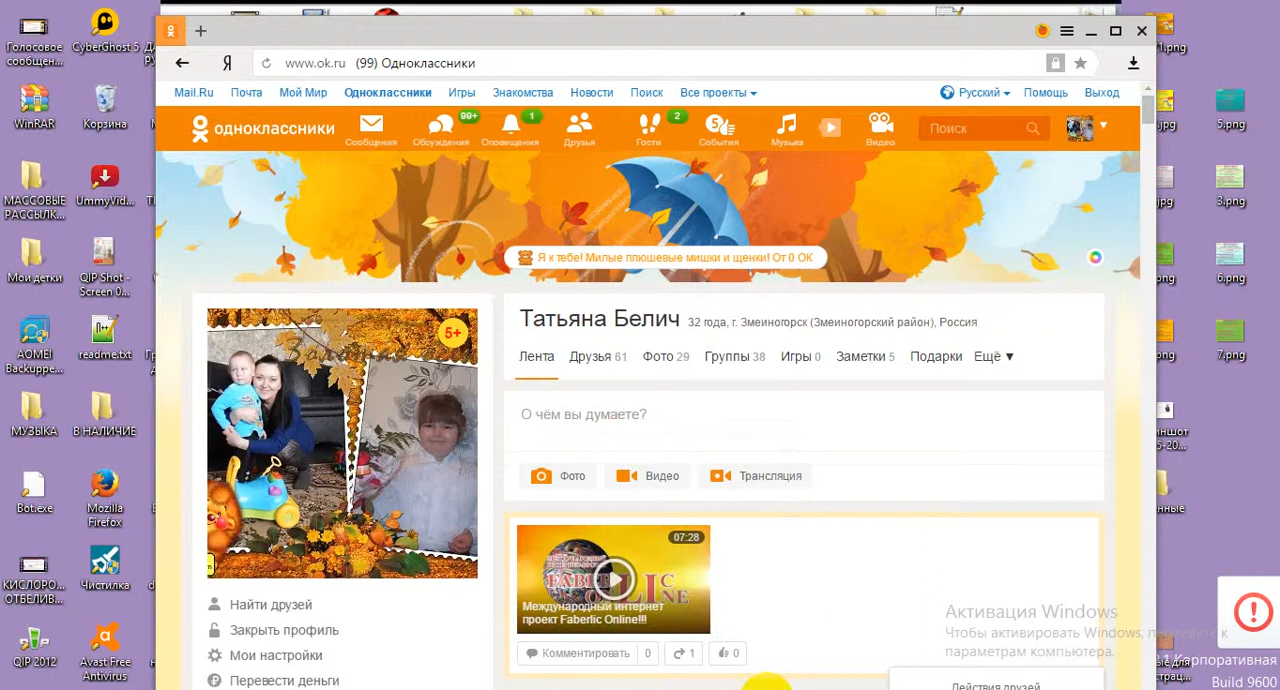 Голосовое
сообщен...
CyberGhost 5
WinRAR
Корзина
МАССОВЫЕ
РАССЫЛК...
UmmyVid...
Мои детки
QIP Shot -
Screen 0...
AOMEI
Backuppe...
readme.txt
МУЗЫКА
В НАЛИЧИЕ
Bot.exe
Mozilla
Firefox
КИСЛОРО...
ОТБЕЛИВ...
Чистилка
QIP 2012
Avast Free
Antivirus
www.ok.ru (99) Одноклассники
Mail.Ru Почта Мой Мир Одноклассники Игры Знакомства Новости Поиск Все проекты Русский Помощь Выход
одноклассники
99+ 1 2 5
Сообщения Обсуждения Оповещения Друзья Гости События Музыка Видео
Поиск
Я к тебе! Милые плюшевые мишки и щенки! От 0 ОК
5+
Татьяна Белич 32 года, г. Змеиногорск (Змеиногорский район), Россия
Лента Друзья 61 Фото 29 Группы 38 Игры 0 Заметки 5 Подарки Ещё ▼
О чём вы думаете?
Фото Видео Трансляция
07:28
Международный интернет
проект Faberlic Online!!!
Комментировать 0 1 0
Найти друзей
Закрыть профиль
Мои настройки
Перевести деньги
Действия друзей
Активация Windows
Чтобы активировать Windows, перейдите к
параметрам компьютера.
Корпоративная
Build 9600
5.png
3.png
6.png
7.png